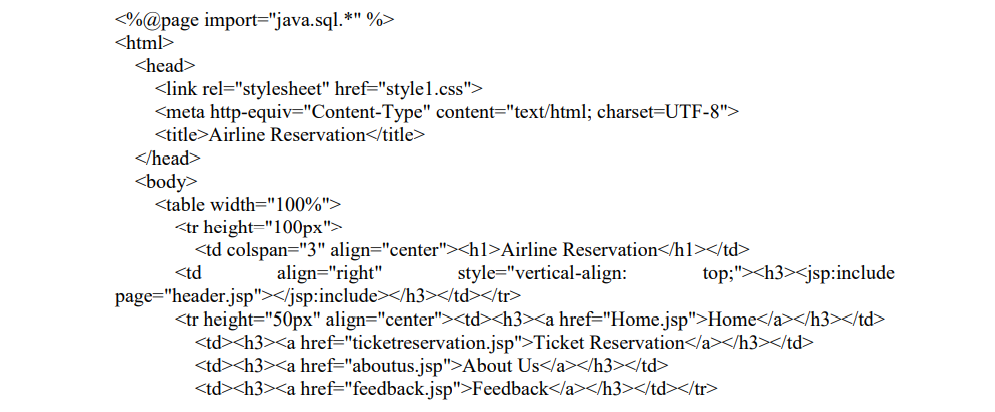 <%@page import="java.sql.*" %>
<html>
<head>
<link rel="stylesheet" href="style1.css">
<meta http-equiv="Content-Type" content="text/html; charset=UTF-8">
<title>Airline Reservation</title>
</head>
<body>
<table width="100%">
<tr height="100px">
<td colspan="3" align="center"><h1>Airline Reservation</h1></td>
<td align="right" style="vertical-align: top;"><h3><jsp:include
page="header.jsp"></jsp:include></h3></td></tr>
<tr height="50px" align="center"><td><h3><a href="Home.jsp">Home</a></h3></td>
<td><h3><a href="ticketreservation.jsp">Ticket Reservation</a></h3></td>
<td><h3><a href="aboutus.jsp">About Us</a></h3></td>
<td><h3><a href="feedback.jsp">Feedback</a></h3></td></tr>